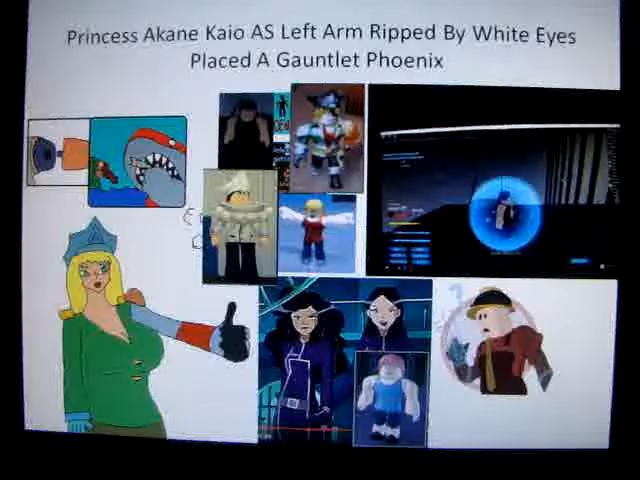 Princess Akane Kaio AS Left Arm Ripped By White Eyes
Placed A Gauntlet Phoenix